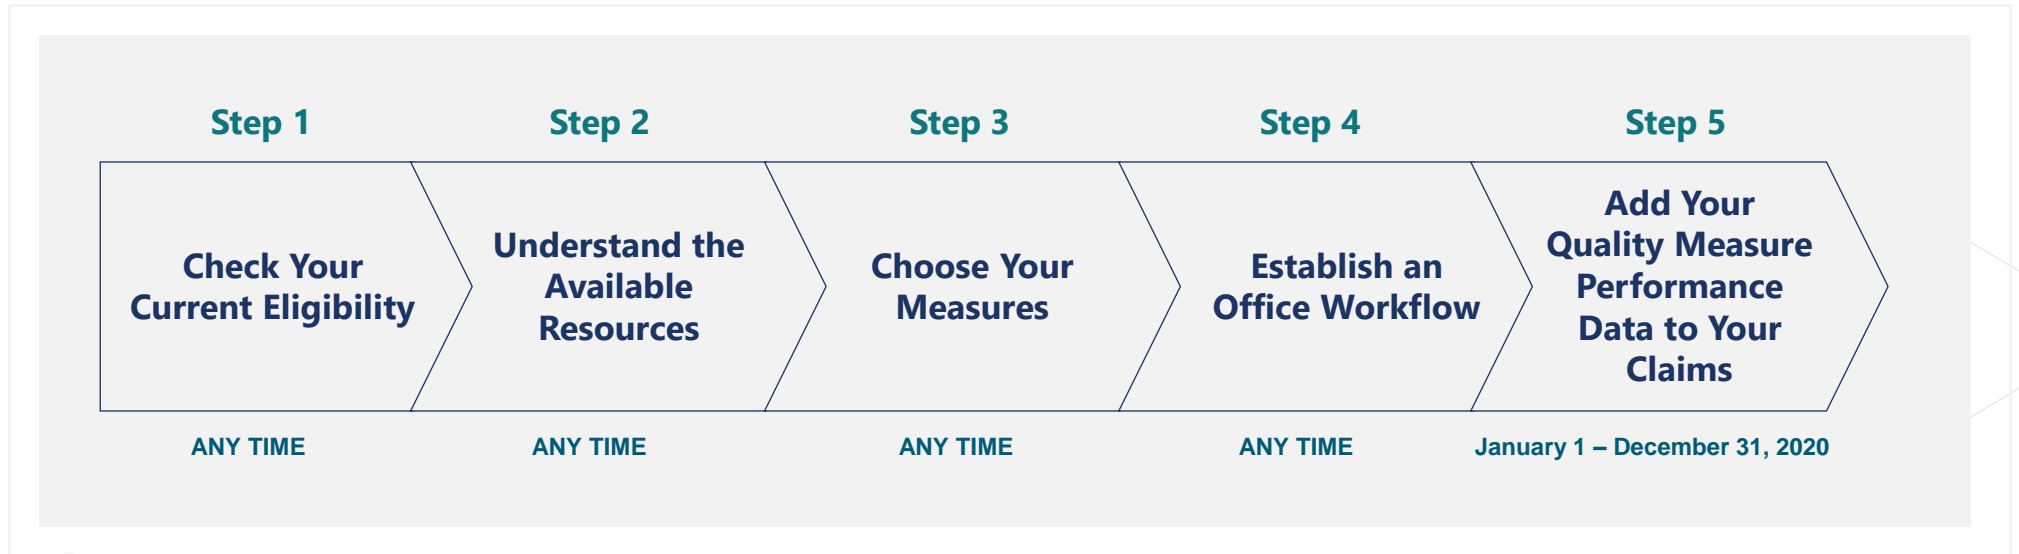 Step 1
Step 2
Step 3
Step 4
Step 5
Check Your
Current Eligibility
Understand the
Available
Resources
Choose Your
Measures
Establish an
Office Workflow
Add Your
Quality Measure
Performance
Data to Your
Claims
ANY TIME
ANY TIME
ANY TIME
ANY TIME
January 1 – December 31, 2020